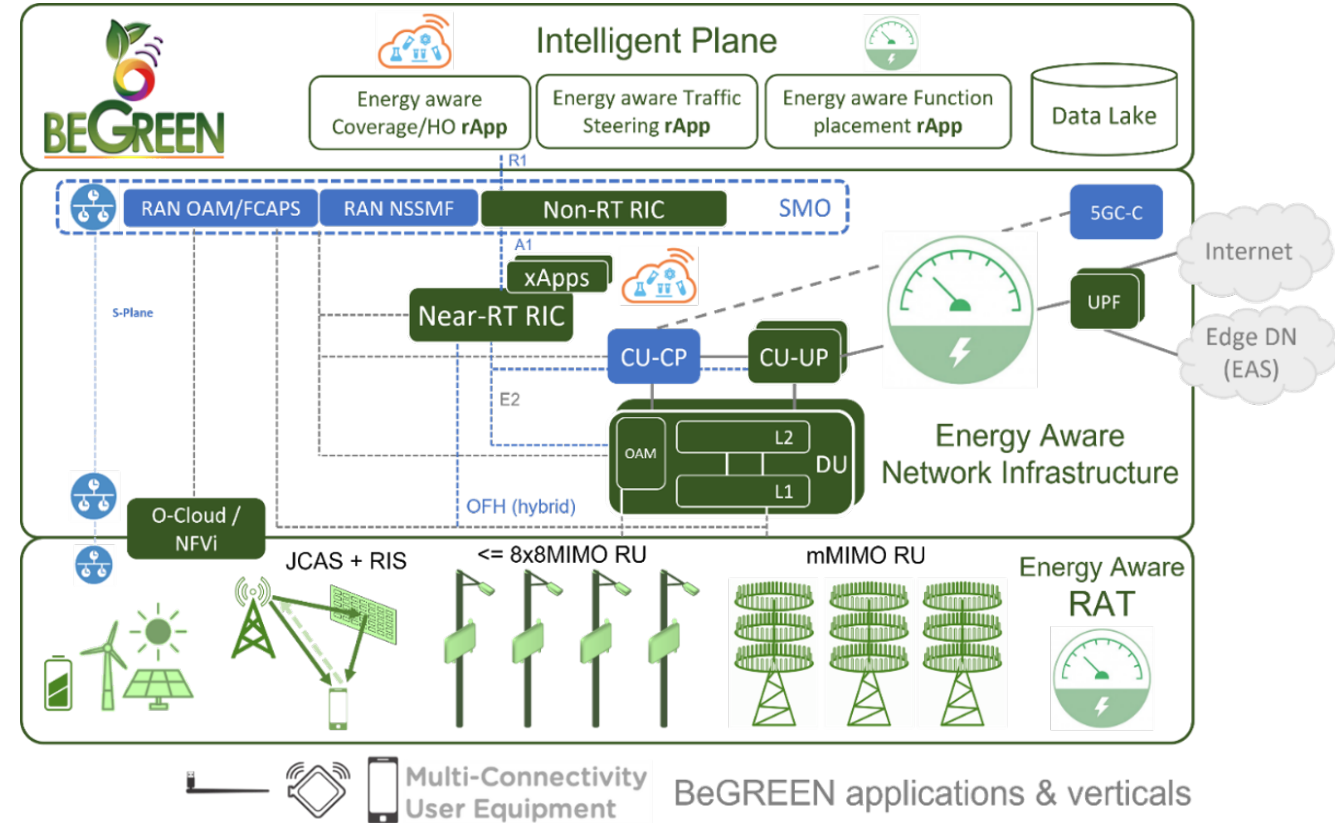 Intelligent Plane
BEGREEN
Energy aware
Coverage/HO rApp
Energy aware Traffic
Steering rApp
Energy aware Function
placement rApp
Data Lake
R1
RAN OAM/FCAPS
RAN NSSMF
Non-RT RIC
SMO
5GC-C
Internet
A1
xApps
S-Plane
Near-RT RIC
UPF
CU-CP
CU-UP
Edge DN
(EAS)
E2
OAM
L2
DU
L1
Energy Aware
Network Infrastructure
OFH (hybrid)
O-Cloud /
NFVi
JCAS + RIS
<= 8x8MIMO RU
mMIMO RU
Energy Aware
RAT
Multi-Connectivity
User Equipment
BeGREEN applications & verticals